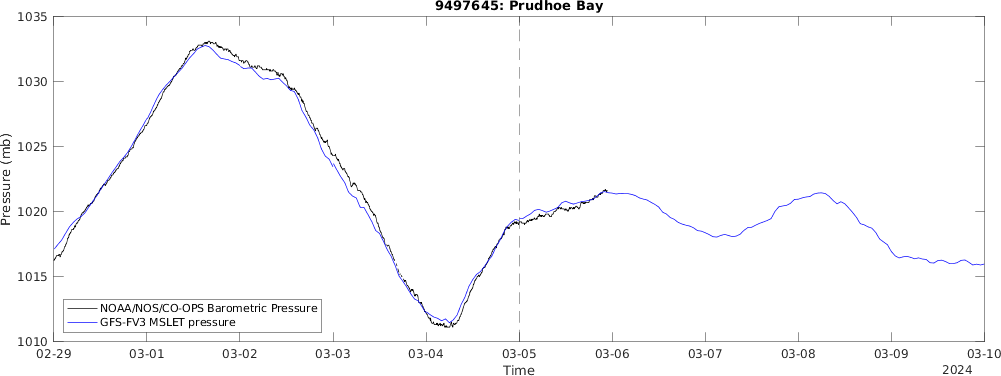 9497645: Prudhoe Bay
1035
1030
1025
1020
1015
1010
Pressure (mb)
NOAA/NOS/CO-OPS Barometric Pressure
GFS-FV3 MSLET pressure
02-29 03-01 03-02 03-03 03-04 03-05 03-06 03-07 03-08 03-09 03-10
Time
2024